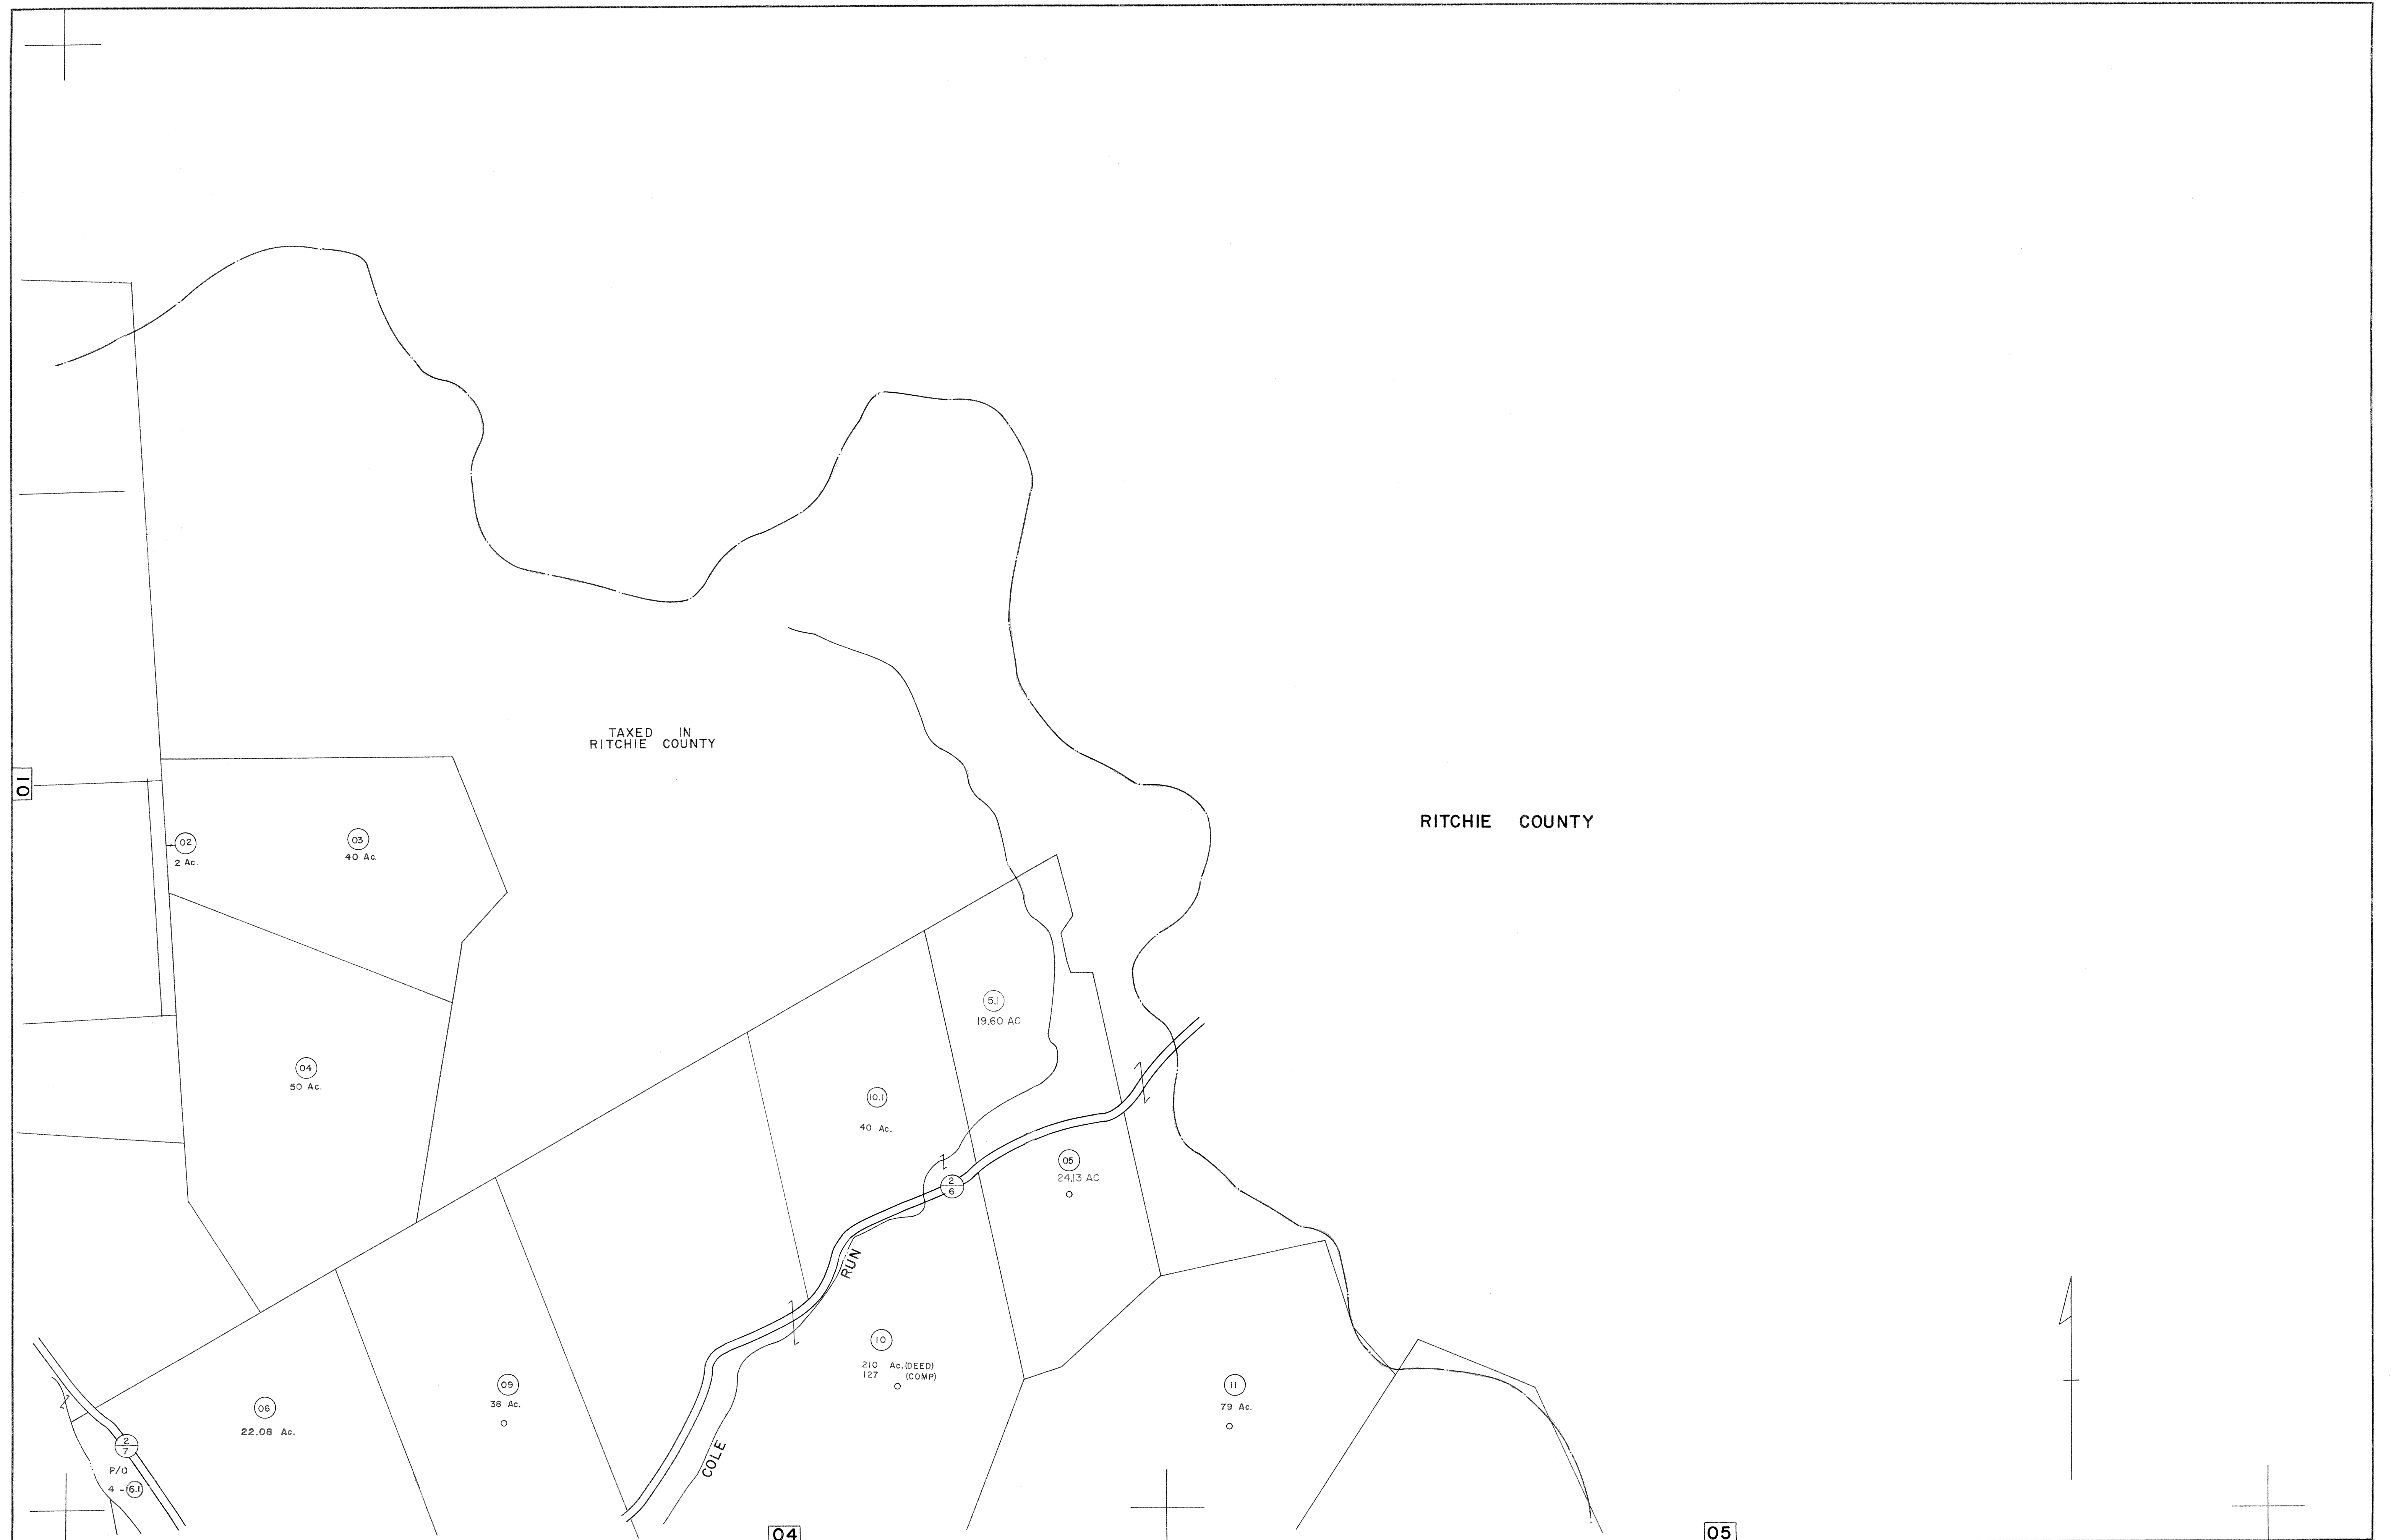 TAXED IN
RITCHIE COUNTY
01
RITCHIE COUNTY
02
2 Ac.
03
40 Ac.
5.1
19.60 AC
04
50 Ac.
10.1
40 Ac.
05
24.13 AC
2
6
RUN
10
210 Ac. (DEED)
127 (COMP)
09
38 Ac.
11
79 Ac.
06
22.08 Ac.
2
7
COLE
P/O
4 - 6.1
04
05